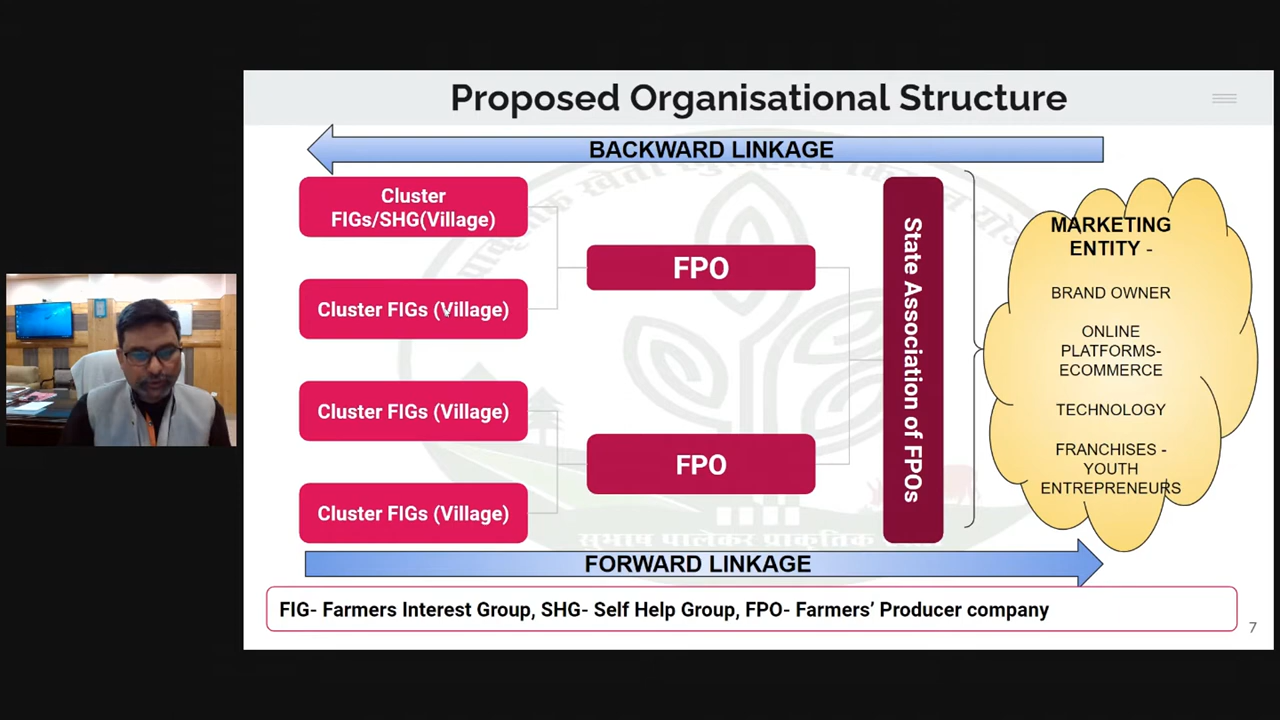 Proposed Organisational Structure
BACKWARD LINKAGE
Cluster
FIGs/SHG(Village)
Cluster FIGs (Village)
Cluster FIGs (Village)
Cluster FIGs (Village)
FPO
FPO
State Association of FPOs
MARKETING
ENTITY -
BRAND OWNER
ONLINE
PLATFORMS-
ECOMMERCE
TECHNOLOGY
FRANCHISES -
YOUTH
ENTREPRENEURS
सुभाष पालेकर प्राकृतिक
FORWARD LINKAGE
FIG- Farmers Interest Group, SHG- Self Help Group, FPO- Farmers’ Producer company
7